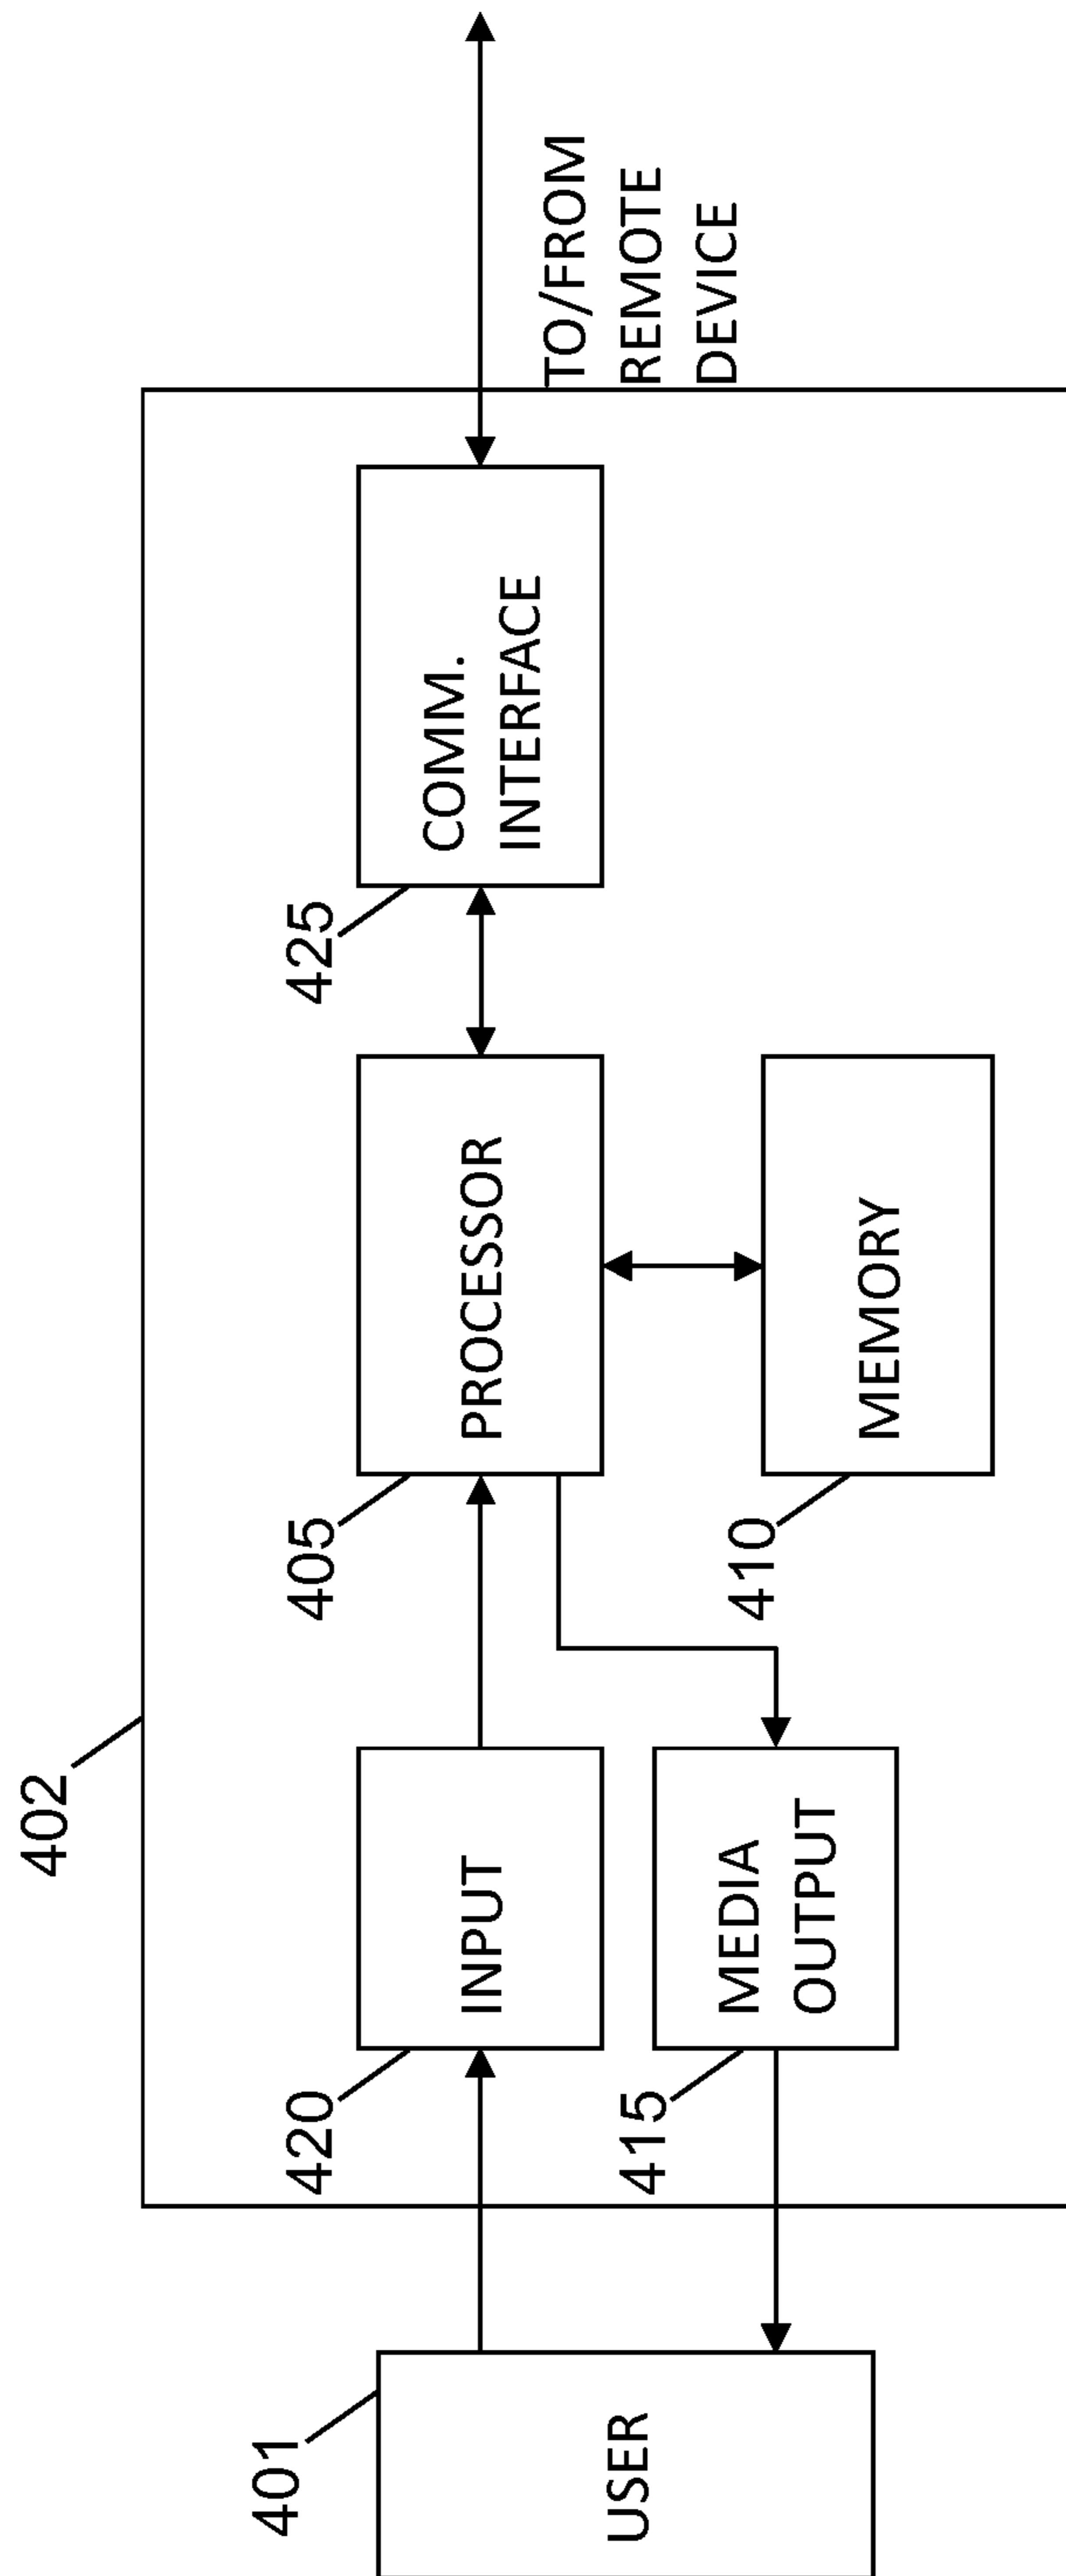 402
425
COMM.
INTERFACE
TO/FROM
REMOTE
DEVICE
405
PROCESSOR
410
MEMORY
420
INPUT
415
MEDIA
OUTPUT
401
USER